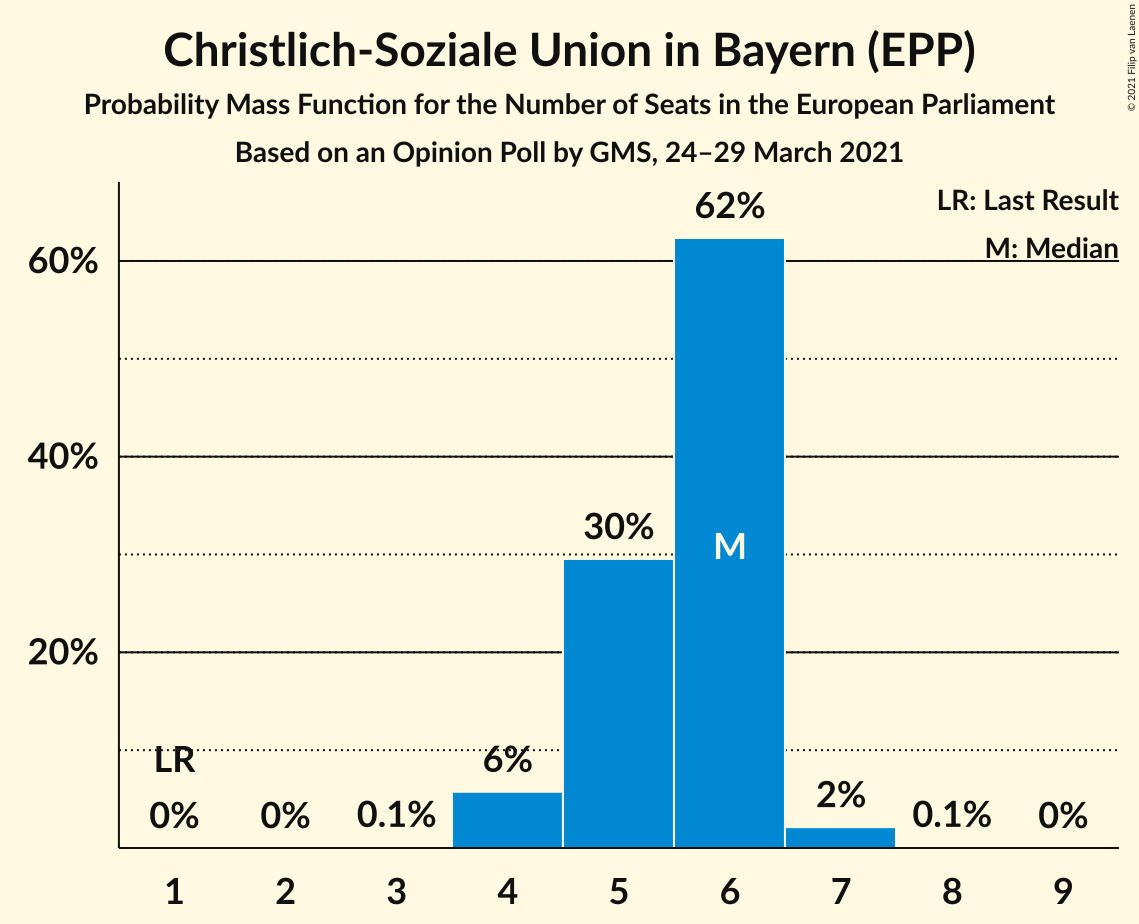 Christlich-Soziale Union in Bayern (EPP)
Probability Mass Function for the Number of Seats in the European Parliament
Based on an Opinion Poll by GMS, 24–29 March 2021
© 2021 Filip van Laenen
LR: Last Result
M: Median
62%
60%
40%
30%
M
20%
LR
6%
2%
0%
0%
0.1%
0.1%
0%
1 2 3 4 5 6 7 8 9